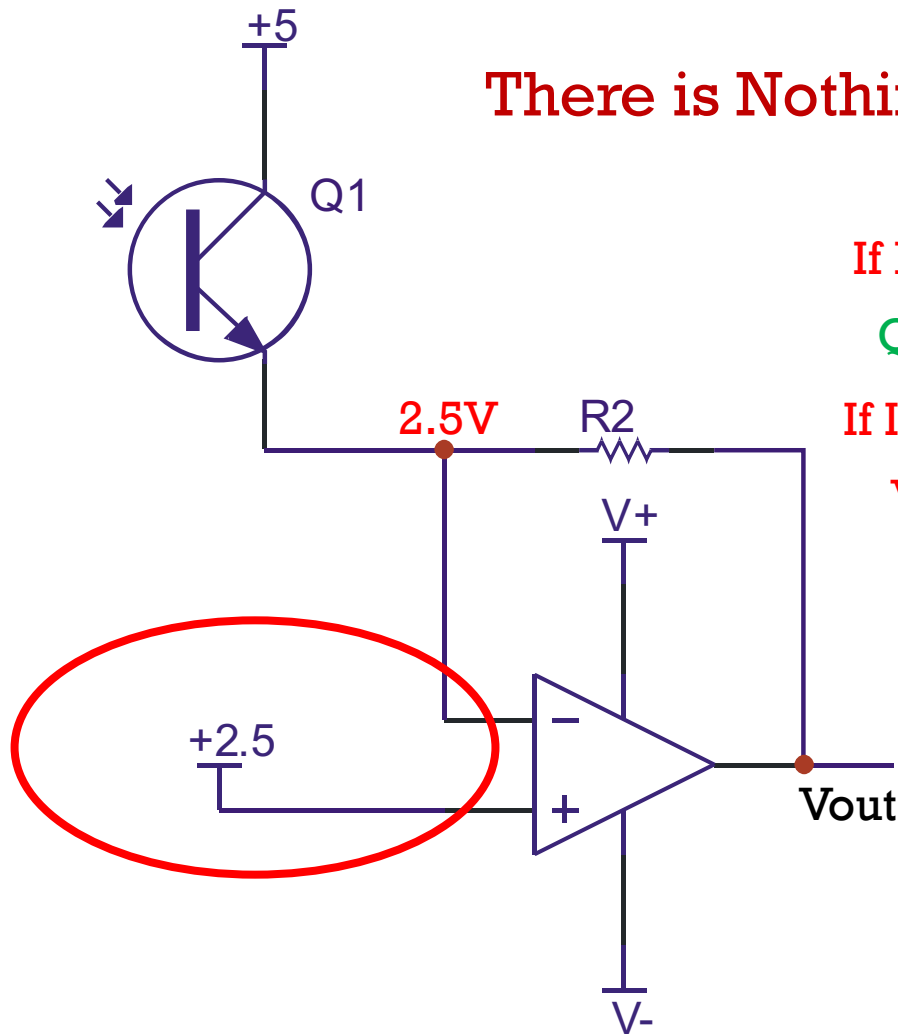 +5
There is Nothi
Q1
If
2.5V
R2
If
V+
+2.5
−
+
Vout
V-